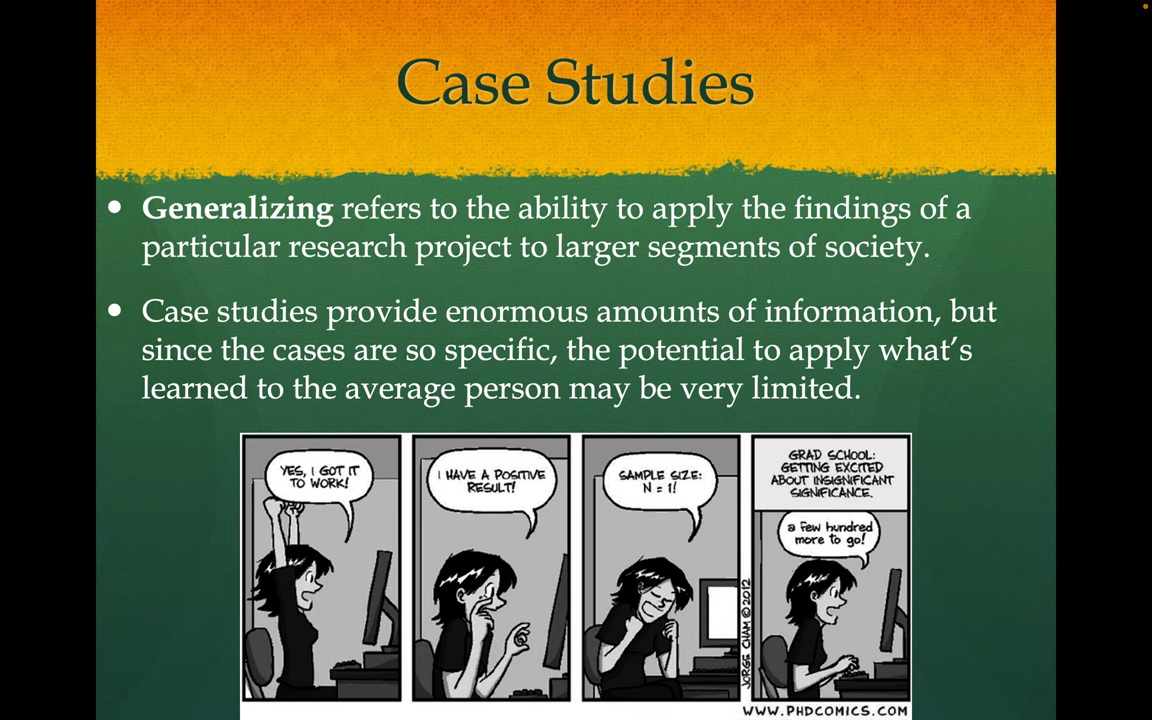 Case Studies
• Generalizing refers to the ability to apply the findings of a
particular research project to larger segments of society.
• Case studies provide enormous amounts of information, but
since the cases are so specific, the potential to apply what's
learned to the average person may be very limited.
YES, I GOT IT
TO WORK!
I HAVE A POSITIVE
RESULT!
SAMPLE SIZE:
N = 1!
GRAD SCHOOL:
GETTING EXCITED
ABOUT INSIGNIFICANT
SIGNIFICANCE.
a few hundred
more to go!
JORGE CHAM © 2012
WWW.PHDCOMICS.COM